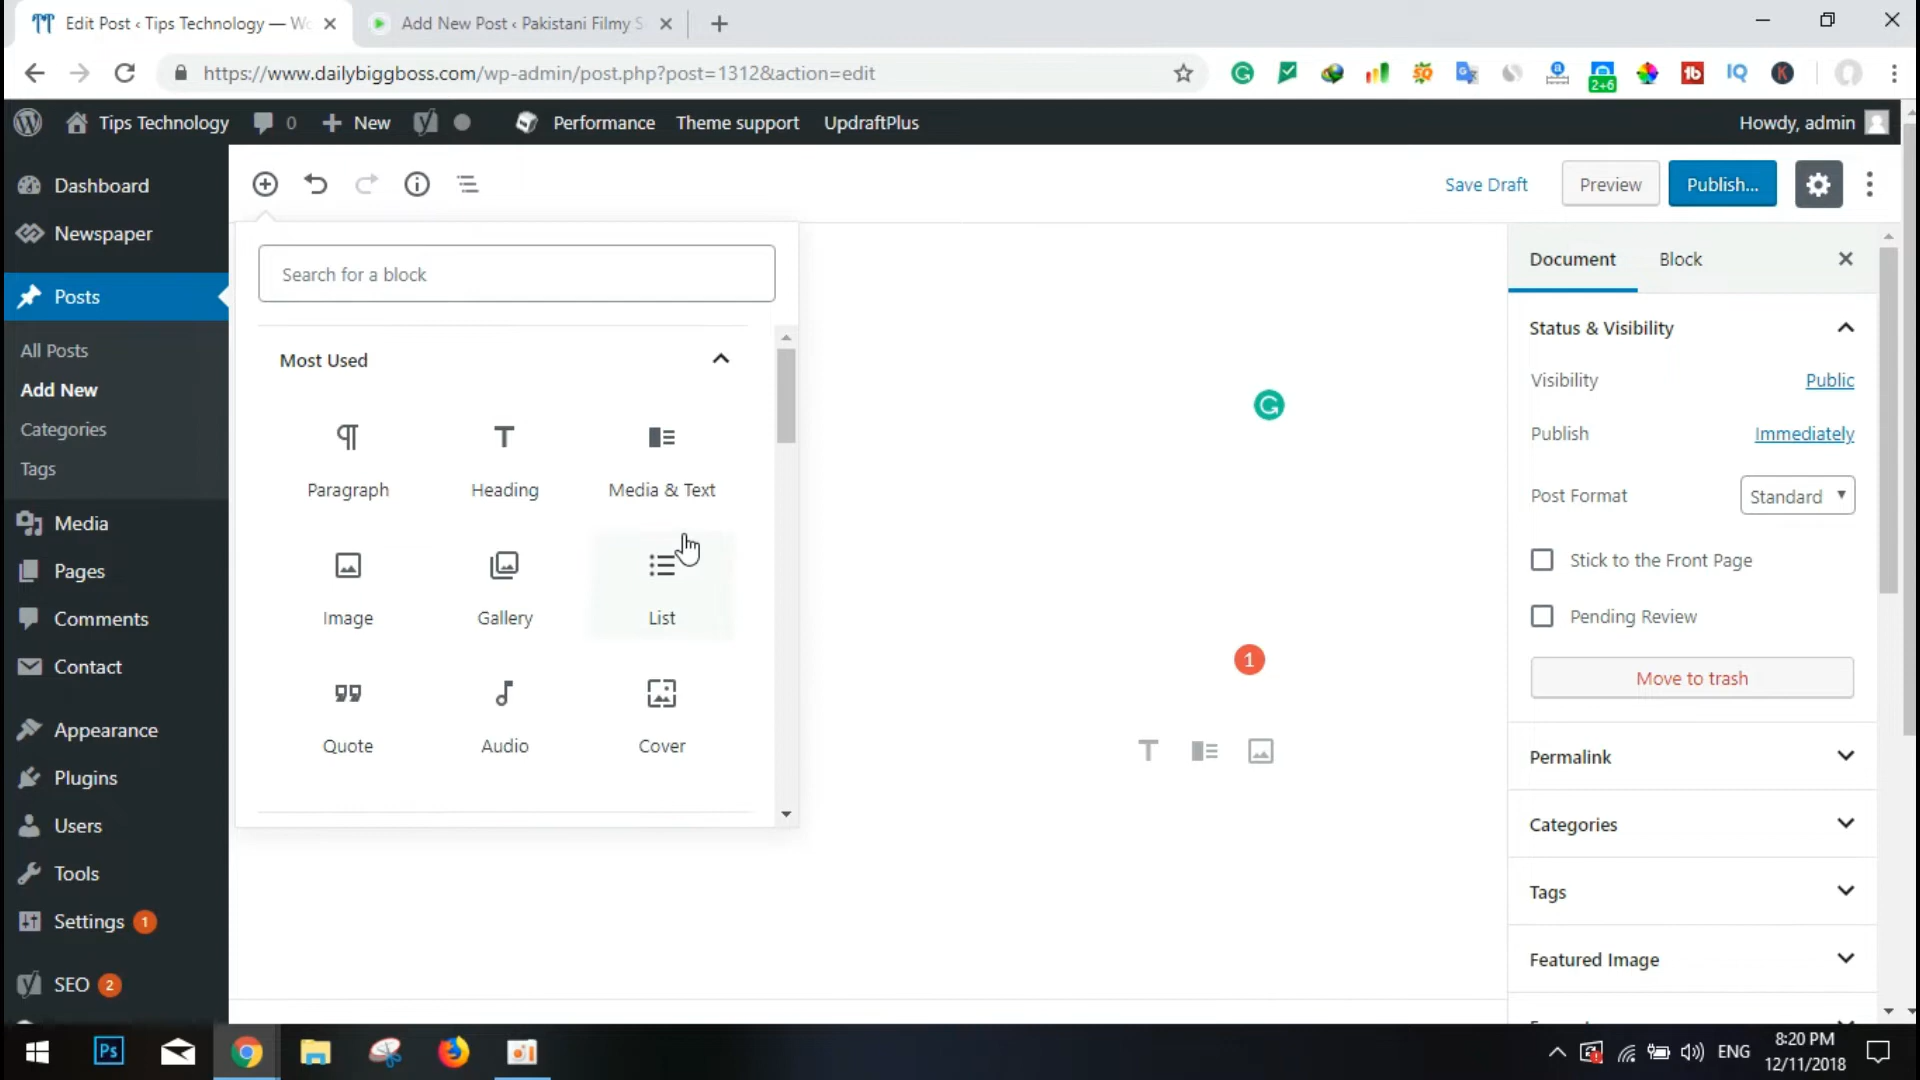 Edit Post ‹ Tips Technology — Wo
Add New Post ‹ Pakistani Filmy S
https://www.dailybiggboss.com/wp-admin/post.php?post=1312&action=edit
2+6
Tips Technology
0
New
Performance
Theme support
UpdraftPlus
Howdy, admin
Dashboard
Newspaper
Posts
All Posts
Add New
Categories
Tags
Media
Pages
Comments
Contact
Appearance
Plugins
Users
Tools
Settings 1
SEO 2
Save Draft
Preview
Publish...
Search for a block
Most Used
Paragraph
Heading
Media & Text
Image
Gallery
List
Quote
Audio
Cover
1
Document
Block
Status & Visibility
Visibility
Public
Publish
Immediately
Post Format
Standard
Stick to the Front Page
Pending Review
Move to trash
Permalink
Categories
Tags
Featured Image
Ps
ENG
8:20 PM
12/11/2018